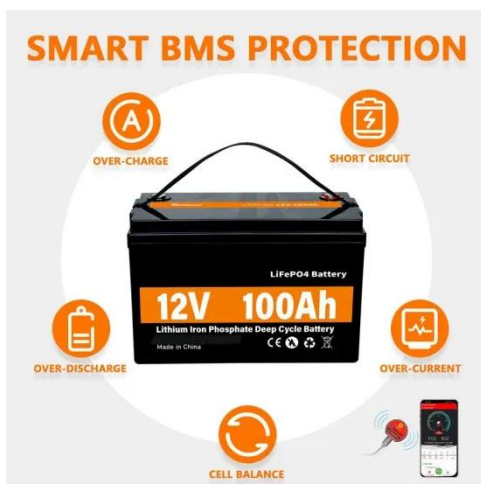 SMART BMS PROTECTION
A
OVER-CHARGE
SHORT CIRCUIT
LiFePO4 Battery
12V 100Ah
Lithium Iron Phosphate Deep Cycle Battery
Made in China
CE
OVER-DISCHARGE
OVER-CURRENT
CELL BALANCE